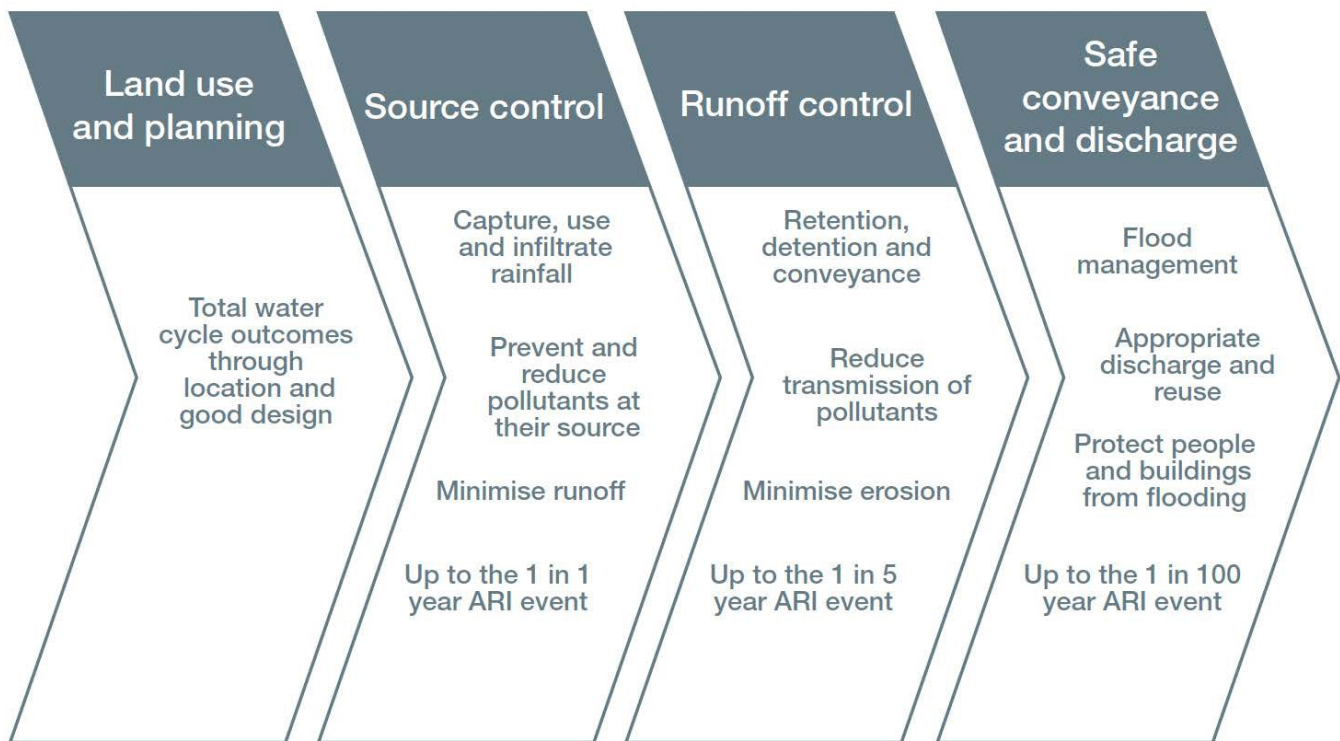 Land use
and planning
Total water
cycle outcomes
through
location and
good design
Source control
Capture, use
and infiltrate
rainfall
Prevent and
reduce
pollutants at
their source
Minimise runoff
Up to the 1 in 1
year ARI event
Runoff control
Retention,
detention and
conveyance
Reduce
transmission of
pollutants
Minimise erosion
Up to the 1 in 5
year ARI event
Safe
conveyance
and discharge
Flood
management
Appropriate
discharge and
reuse
Protect people
and buildings
from flooding
Up to the 1 in 100
year ARI event